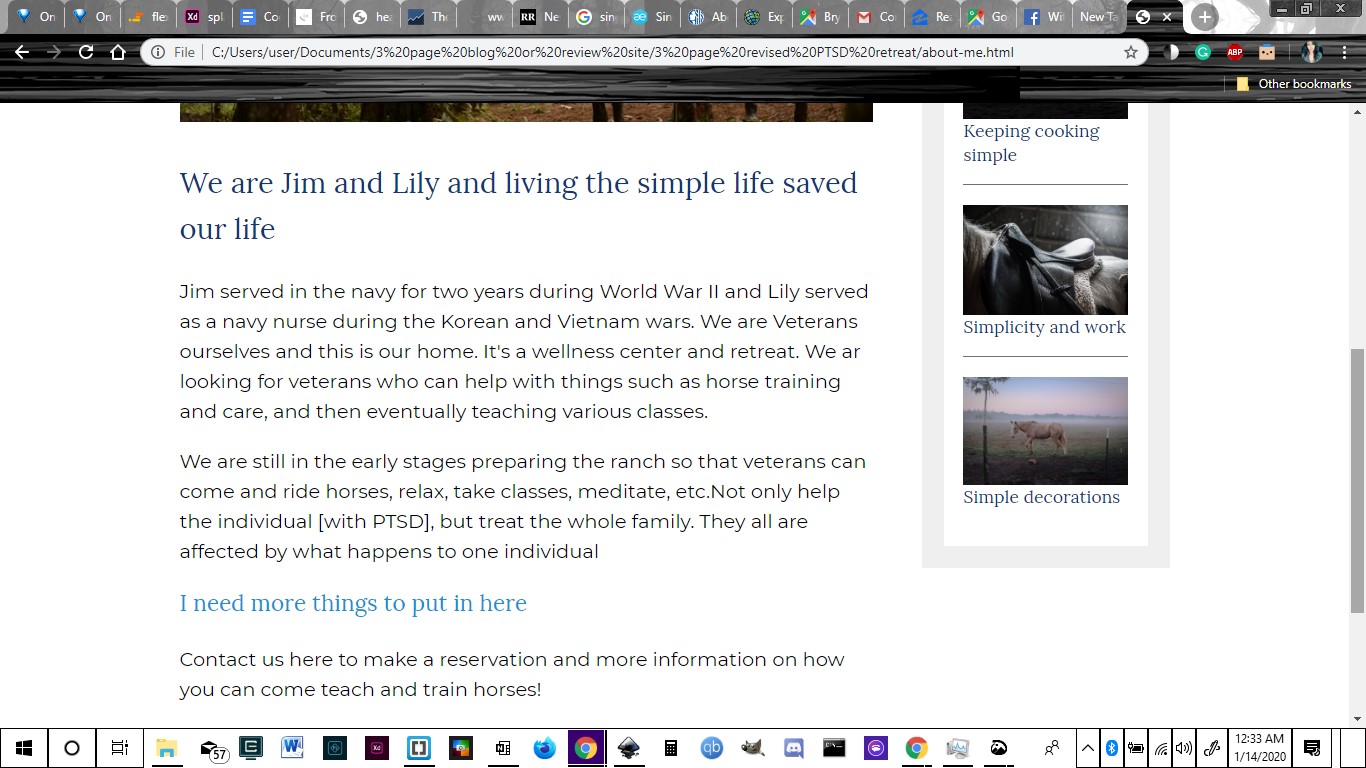 On
On
fle
spl
Co
Fro
hea
The
ww
Ne
sin
Sin
Ab
Exp
Bry
Co
Re
Go
Wi
New Ta
File | C:/Users/user/Documents/3%20page%20blog%20or%20review%20site/3%20page%20revised%20PTSD%20retreat/about-me.html
ABP
Other bookmarks
We are Jim and Lily and living the simple life saved
our life
Jim served in the navy for two years during World War II and Lily served
as a navy nurse during the Korean and Vietnam wars. We are Veterans
ourselves and this is our home. It's a wellness center and retreat. We ar
looking for veterans who can help with things such as horse training
and care, and then eventually teaching various classes.
We are still in the early stages preparing the ranch so that veterans can
come and ride horses, relax, take classes, meditate, etc.Not only help
the individual [with PTSD], but treat the whole family. They all are
affected by what happens to one individual
I need more things to put in here
Contact us here to make a reservation and more information on how
you can come teach and train horses!
Keeping cooking
simple
Simplicity and work
Simple decorations
57
12:33 AM
1/14/2020